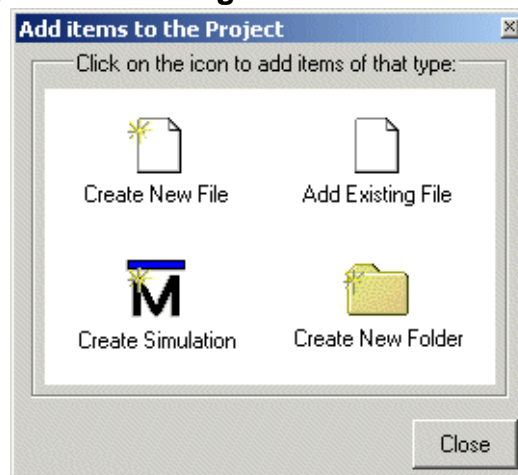 Add items to the Project
Click on the icon to add items of that type:
Create New File
Add Existing File
M
Create Simulation
Create New Folder
Close